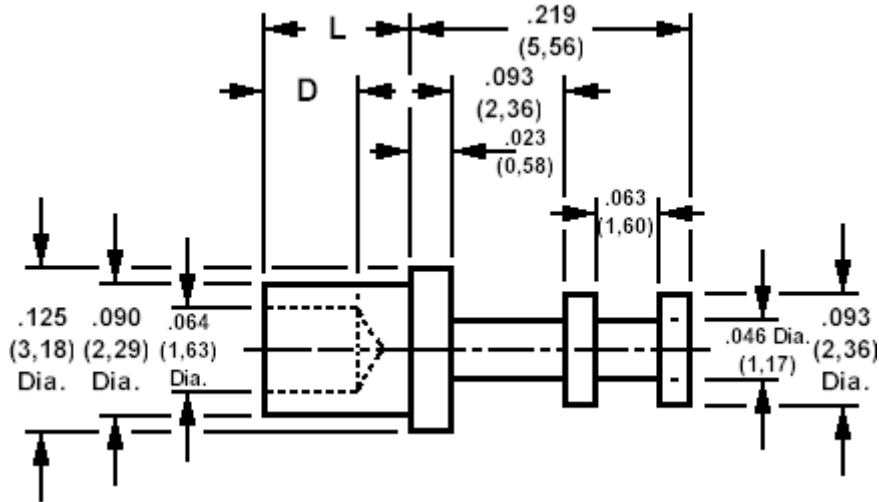 L
.219
(5,56)
D
.093
(2,36)
.023
(0,58)
.063
(1,60)
.125
(3,18)
Dia.
.090
(2,29)
Dia.
.064
(1,63)
Dia.
.046 Dia.
(1,17)
.093
(2,36)
Dia.